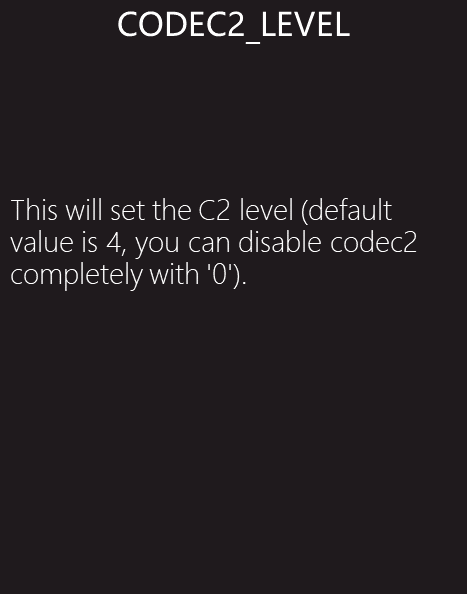 CODEC2_LEVEL
This will set the C2 level (default
value is 4, you can disable codec2
completely with '0').